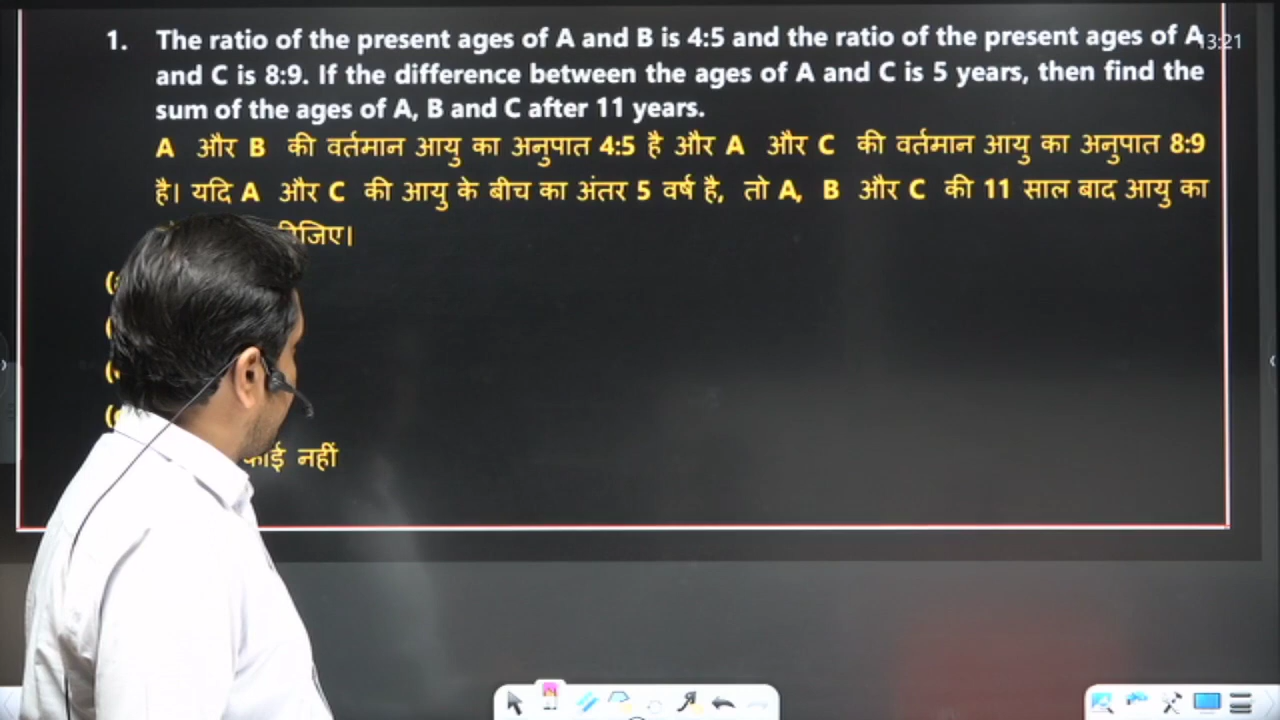 1. The ratio of the present ages of A and B is 4:5 and the ratio of the present ages of A
13:21
and C is 8:9. If the difference between the ages of A and C is 5 years, then find the
sum of the ages of A, B and C after 11 years.
A और B की वर्तमान आयु का अनुपात 4:5 है और A और C की वर्तमान आयु का अनुपात 8:9
है। यदि A और C की आयु के बीच का अंतर 5 वर्ष है, तो A, B और C की 11 साल बाद आयु का
नहीं